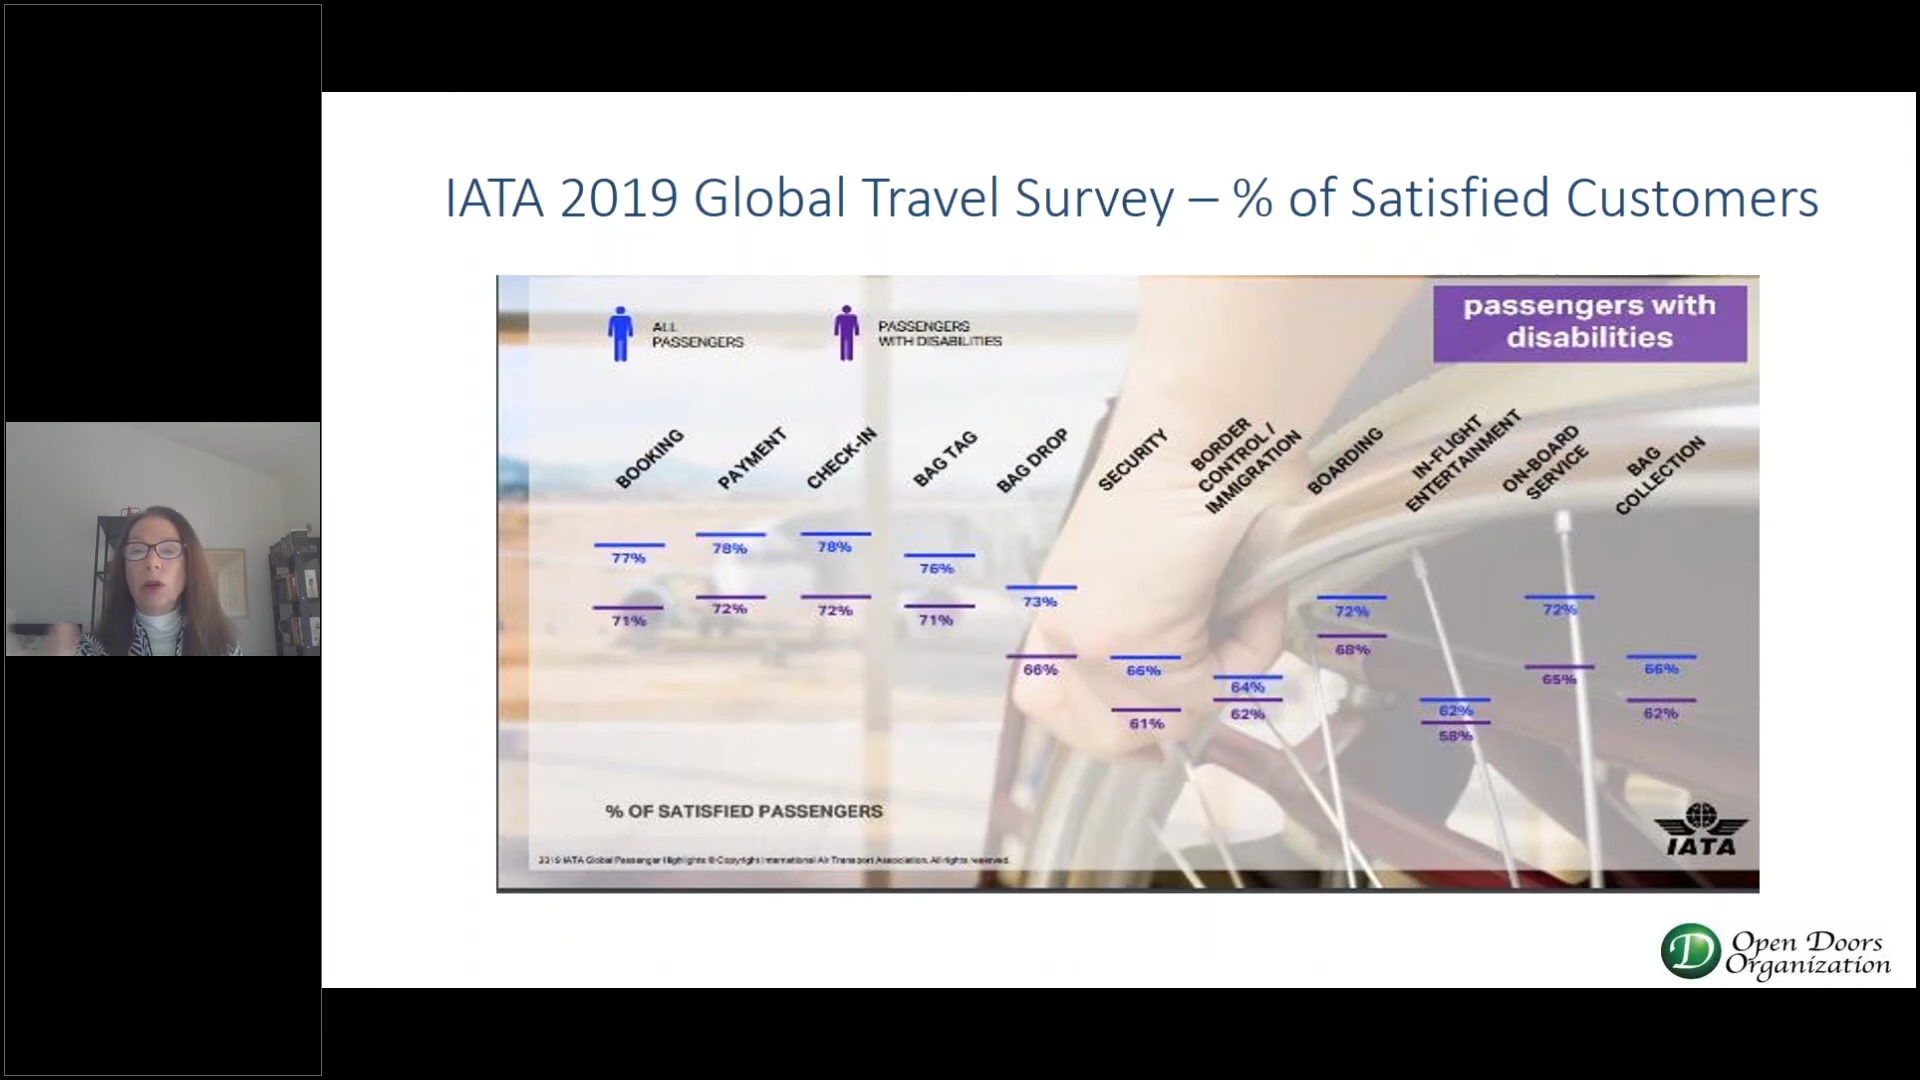 IATA 2019 Global Travel Survey – % of Satisfied Customers
ALL
PASSENGERS
PASSENGERS
WITH DISABILITIES
passengers with
disabilities
BOOKING
PAYMENT
CHECK-IN
BAG TAG
BAG DROP
SECURITY
BORDER
CONTROL /
IMMIGRATION
BOARDING
IN-FLIGHT
ENTERTAINMENT
ON-BOARD
SERVICE
BAG
COLLECTION
77% 78% 78% 76% 73% 66% 64% 72% 62% 72% 66%
71% 72% 72% 71% 66% 61% 62% 68% 58% 65% 62%
% OF SATISFIED PASSENGERS
2019 IATA Global Passenger Highlights © Copyright International Air Transport Association. All rights reserved.
IATA
D
Open Doors
Organization